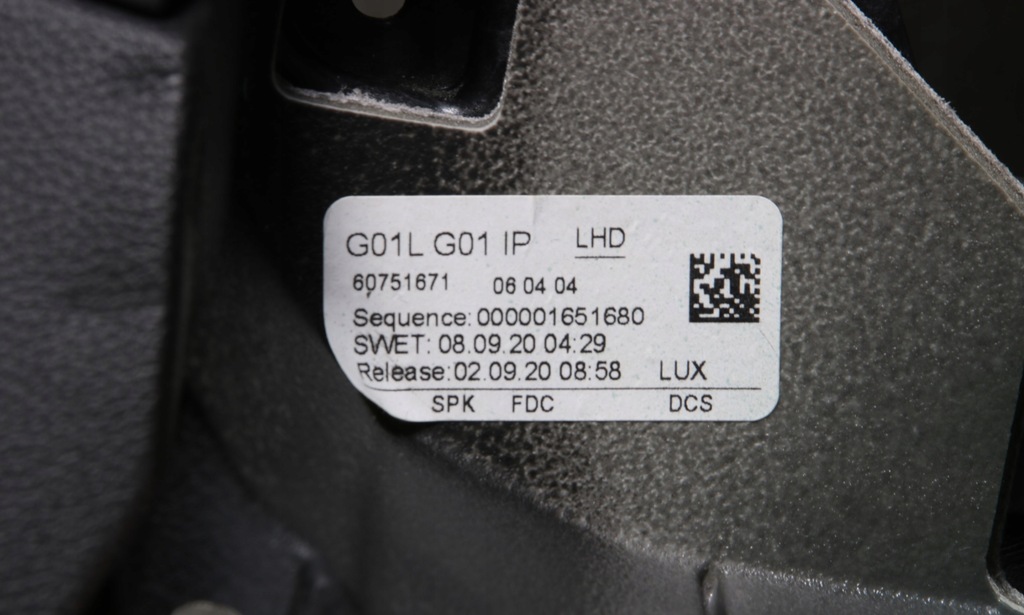 G01L G01 IP LHD
60751671 06 04 04
Sequence: 000001651680
SWET: 08.09.20 04:29
Release: 02.09.20 08:58 LUX
SPK FDC DCS